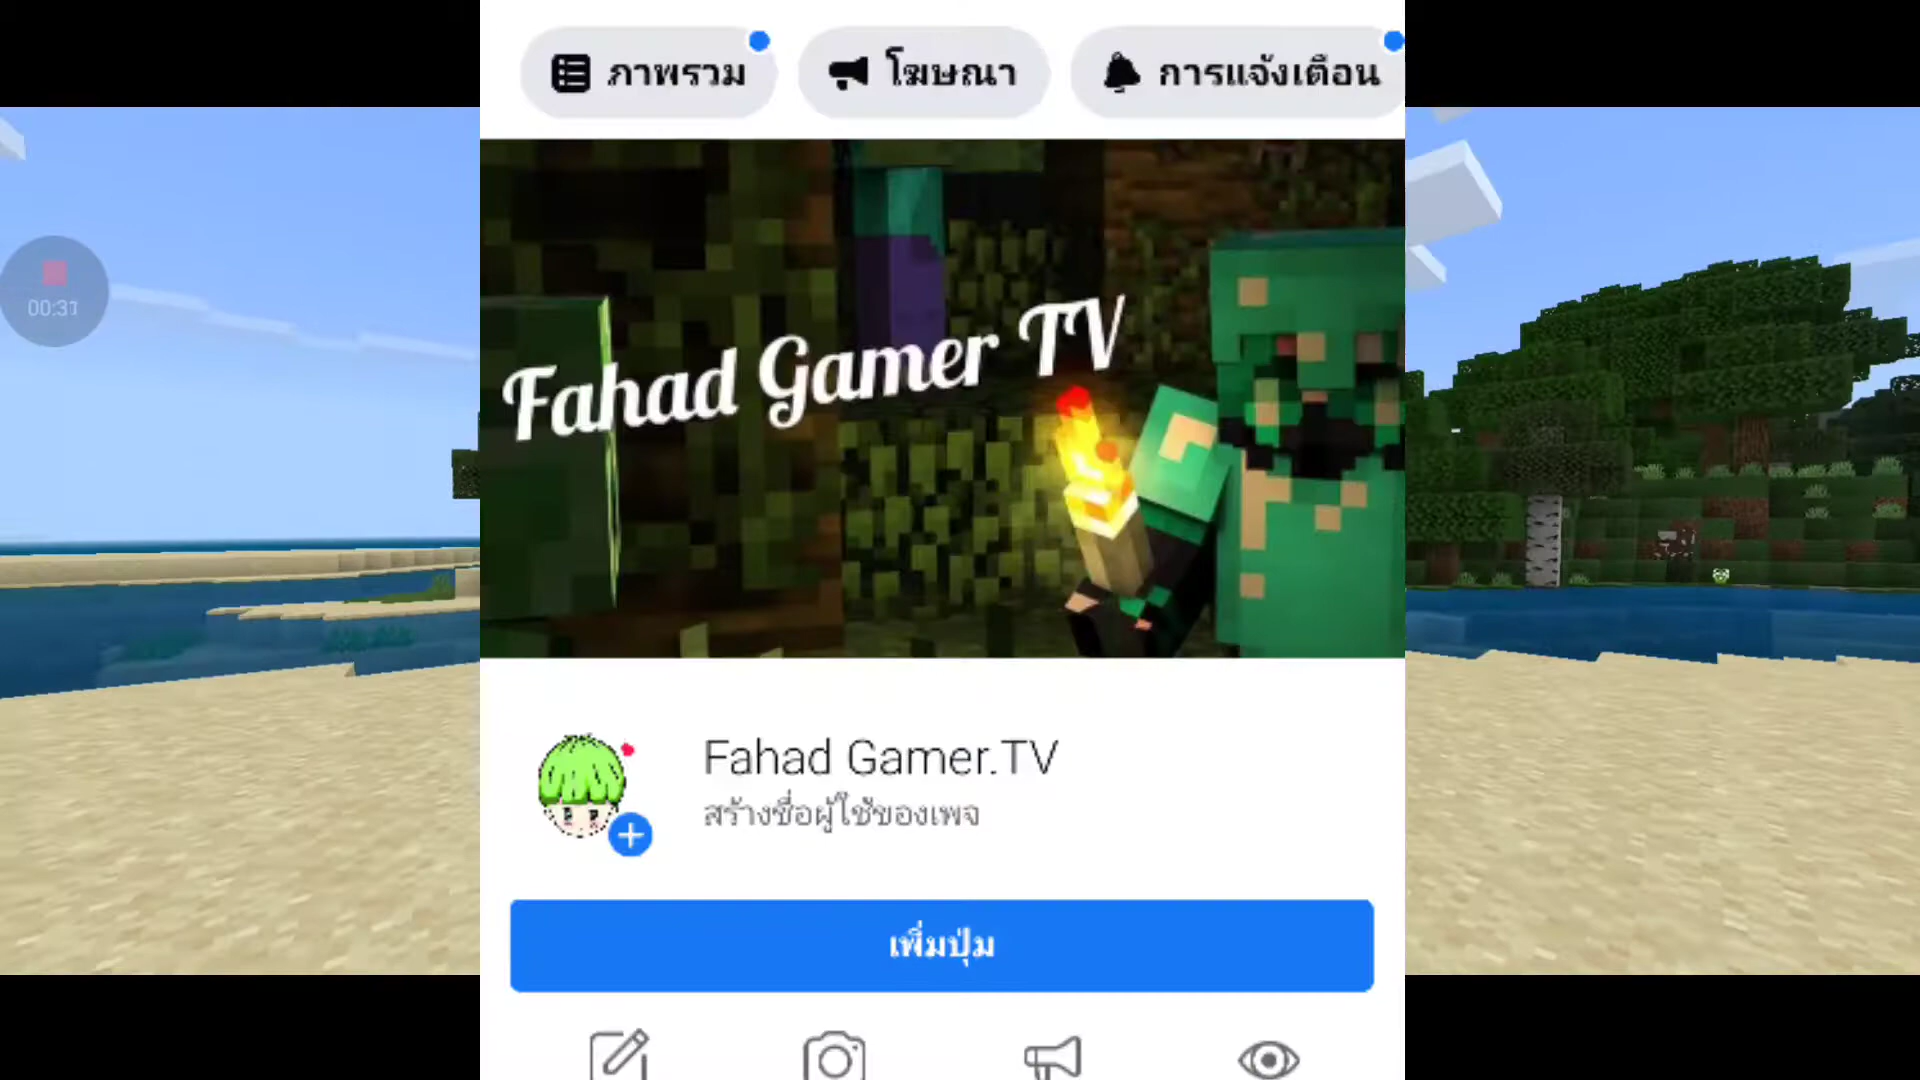 ภาพรวม
โฆษณา
การแจ้งเตือน
00:31
Fahad Gamer TV
Fahad Gamer.TV
สร้างชื่อผู้ใช้ของเพจ
เพิ่มปุ่ม